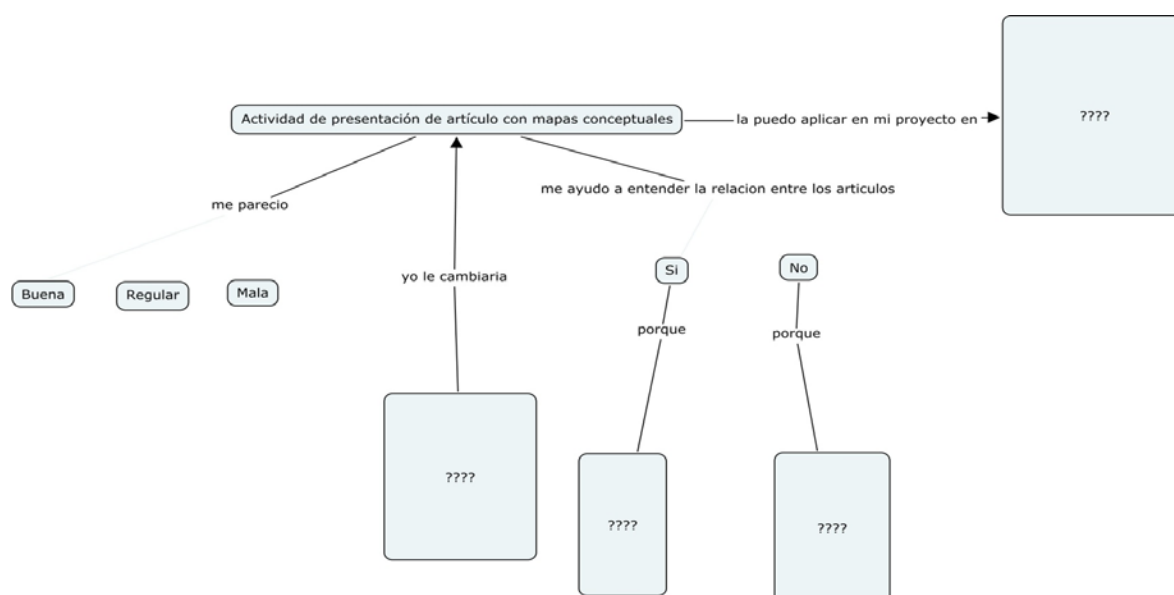 ????
Actividad de presentación de artículo con mapas conceptuales
la puedo aplicar en mi proyecto en
me ayudo a entender la relacion entre los articulos
me parecio
yo le cambiaria
Si
No
Buena
Regular
Mala
porque
porque
????
????
????